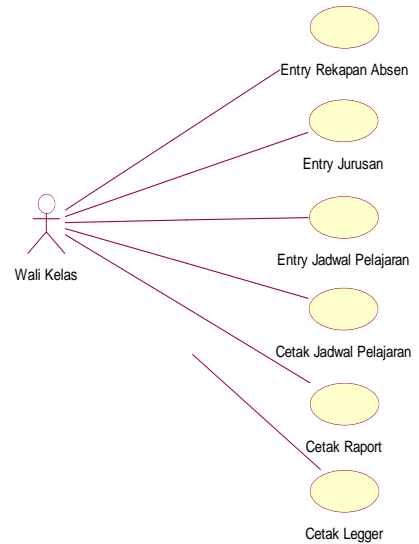 Entry Rekapan Absen
Entry Jurusan
Wali Kelas
Entry Jadwal Pelajaran
Cetak Jadwal Pelajaran
Cetak Raport
Cetak Legger